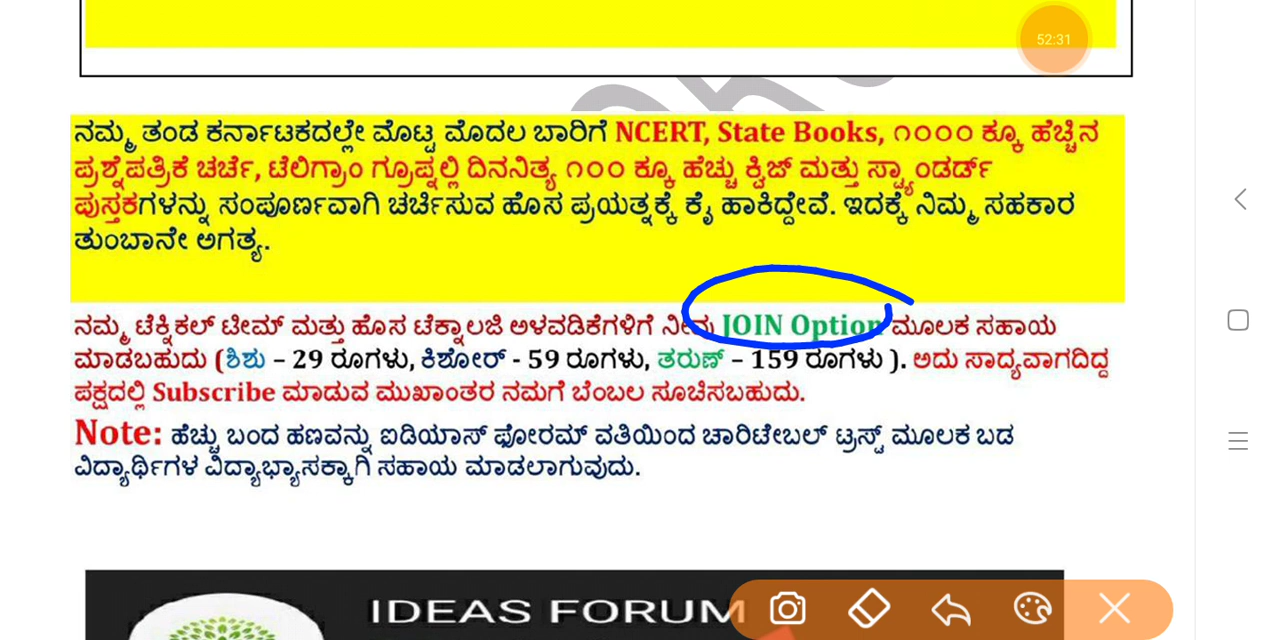 52:31
ನಮ್ಮ ತಂಡ ಕರ್ನಾಟಕದಲ್ಲೇ ಮೊಟ್ಟ ಮೊದಲ ಬಾರಿಗೆ NCERT, State Books, ೧೦೦೦ ಕ್ಕೂ ಹೆಚ್ಚಿನ
ಪ್ರಶ್ನೆಪತ್ರಿಕೆ ಚರ್ಚೆ, ಟೆಲಿಗ್ರಾಂ ಗ್ರೂಪ್ನಲ್ಲಿ ದಿನನಿತ್ಯ ೧೦೦ ಕ್ಕೂ ಹೆಚ್ಚು ಕ್ವಿಜ್ ಮತ್ತು ಸ್ಟ್ಯಾಂಡರ್ಡ್
ಪುಸ್ತಕಗಳನ್ನು ಸಂಪೂರ್ಣವಾಗಿ ಚರ್ಚಿಸುವ ಹೊಸ ಪ್ರಯತ್ನಕ್ಕೆ ಕೈ ಹಾಕಿದ್ದೇವೆ. ಇದಕ್ಕೆ ನಿಮ್ಮ ಸಹಕಾರ
ತುಂಬಾನೇ ಅಗತ್ಯ.
ನಮ್ಮ ಟೆಕ್ನಿಕಲ್ ಟೀಮ್ ಮತ್ತು ಹೊಸ ಟೆಕ್ನಾಲಜಿ ಅಳವಡಿಕೆಗಳಿಗೆ ನೀವು JOIN Option ಮೂಲಕ ಸಹಾಯ
ಮಾಡಬಹುದು (ಶಿಶು – 29 ರೂಗಳು, ಕಿಶೋರ್ - 59 ರೂಗಳು, ತರುಣ್ – 159 ರೂಗಳು ). ಅದು ಸಾದ್ಯವಾಗದಿದ್ದ
ಪಕ್ಷದಲ್ಲಿ Subscribe ಮಾಡುವ ಮುಖಾಂತರ ನಮಗೆ ಬೆಂಬಲ ಸೂಚಿಸಬಹುದು.
Note: ಹೆಚ್ಚು ಬಂದ ಹಣವನ್ನು ಐಡಿಯಾಸ್ ಫೋರಮ್ ವತಿಯಿಂದ ಚಾರಿಟೇಬಲ್ ಟ್ರಸ್ಟ್ ಮೂಲಕ ಬಡ
ವಿದ್ಯಾರ್ಥಿಗಳ ವಿದ್ಯಾಭ್ಯಾಸಕ್ಕಾಗಿ ಸಹಾಯ ಮಾಡಲಾಗುವುದು.
IDEAS FORUM